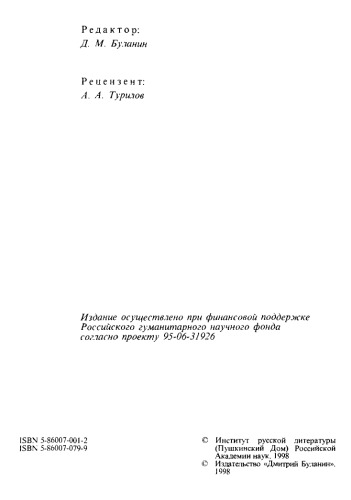 Редактор:
Д. М. Буланин
Рецензент:
А. А. Турилов
Издание осуществлено при финансовой поддержке
Российского гуманитарного научного фонда
согласно проекту 95-06-31926
ISBN 5-86007-001-2
ISBN 5-86007-079-9
© Институт русской литературы
(Пушкинский Дом) Российской
Академии наук, 1998
© Издательство «Дмитрий Буланин»,
1998